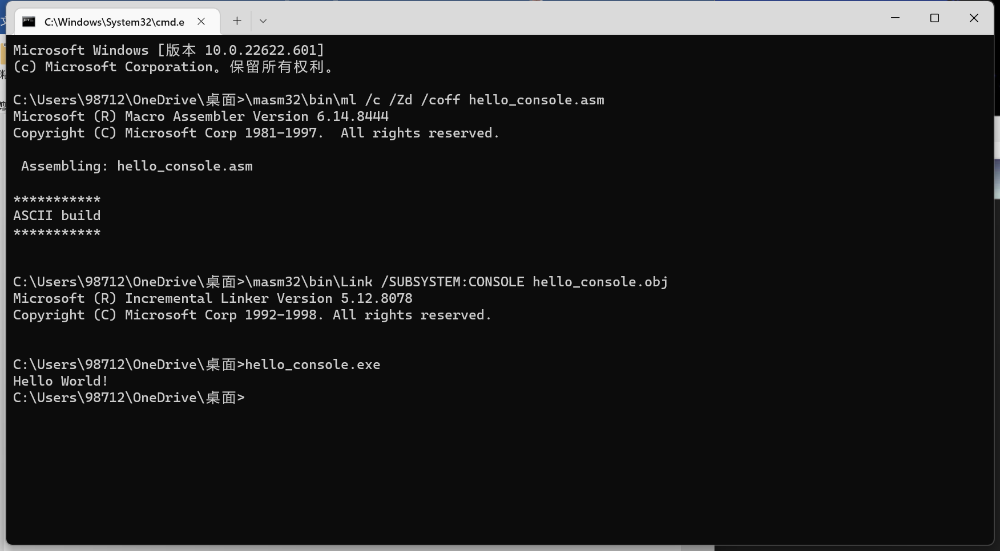 C:\Windows\System32\cmd.e
Microsoft Windows [版本 10.0.22622.601]
(c) Microsoft Corporation。保留所有权利。
C:\Users\98712\OneDrive\桌面>\masm32\bin\ml /c /Zd /coff hello_console.asm
Microsoft (R) Macro Assembler Version 6.14.8444
Copyright (C) Microsoft Corp 1981-1997.  All rights reserved.
 Assembling: hello_console.asm
***********
ASCII build
***********
C:\Users\98712\OneDrive\桌面>\masm32\bin\Link /SUBSYSTEM:CONSOLE hello_console.obj
Microsoft (R) Incremental Linker Version 5.12.8078
Copyright (C) Microsoft Corp 1992-1998. All rights reserved.
C:\Users\98712\OneDrive\桌面>hello_console.exe
Hello World!
C:\Users\98712\OneDrive\桌面>